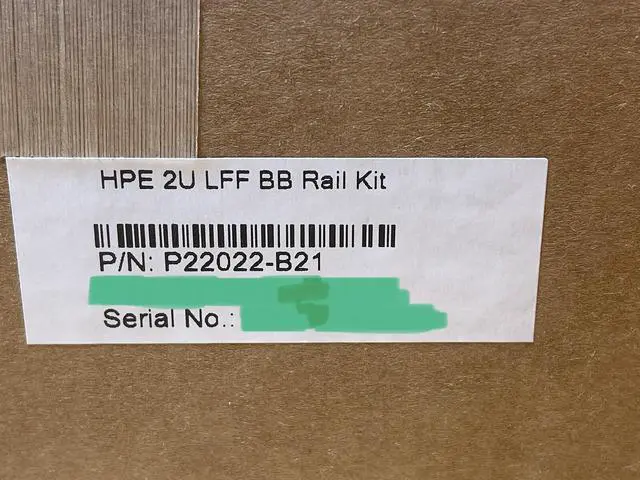 HPE 2U LFF BB Rail Kit
P/N: P22022-B21
Serial No.: